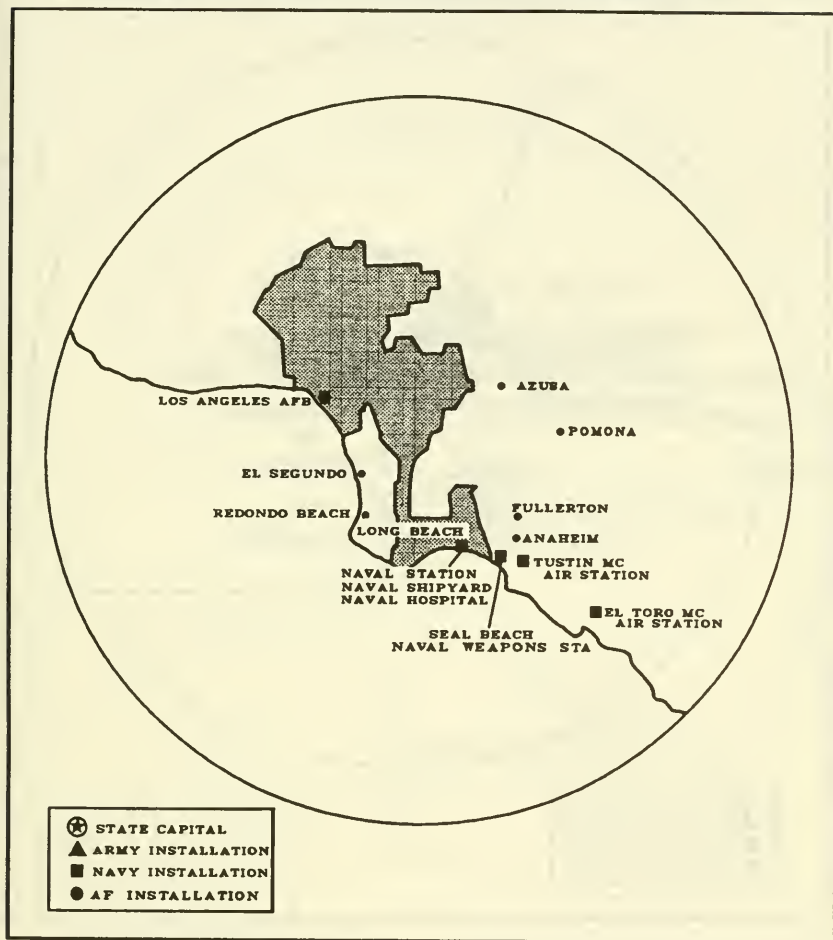 AZUSA
LOS ANGELES AFB
POMONA
EL SEGUNDO
REDONDO BEACH
FULLERTON
LONG BEACH
ANAHEIM
TUSTIN MC
AIR STATION
NAVAL STATION
NAVAL SHIPYARD
NAVAL HOSPITAL
EL TORO MC
AIR STATION
SEAL BEACH
NAVAL WEAPONS STA
STATE CAPITAL
ARMY INSTALLATION
NAVY INSTALLATION
AF INSTALLATION